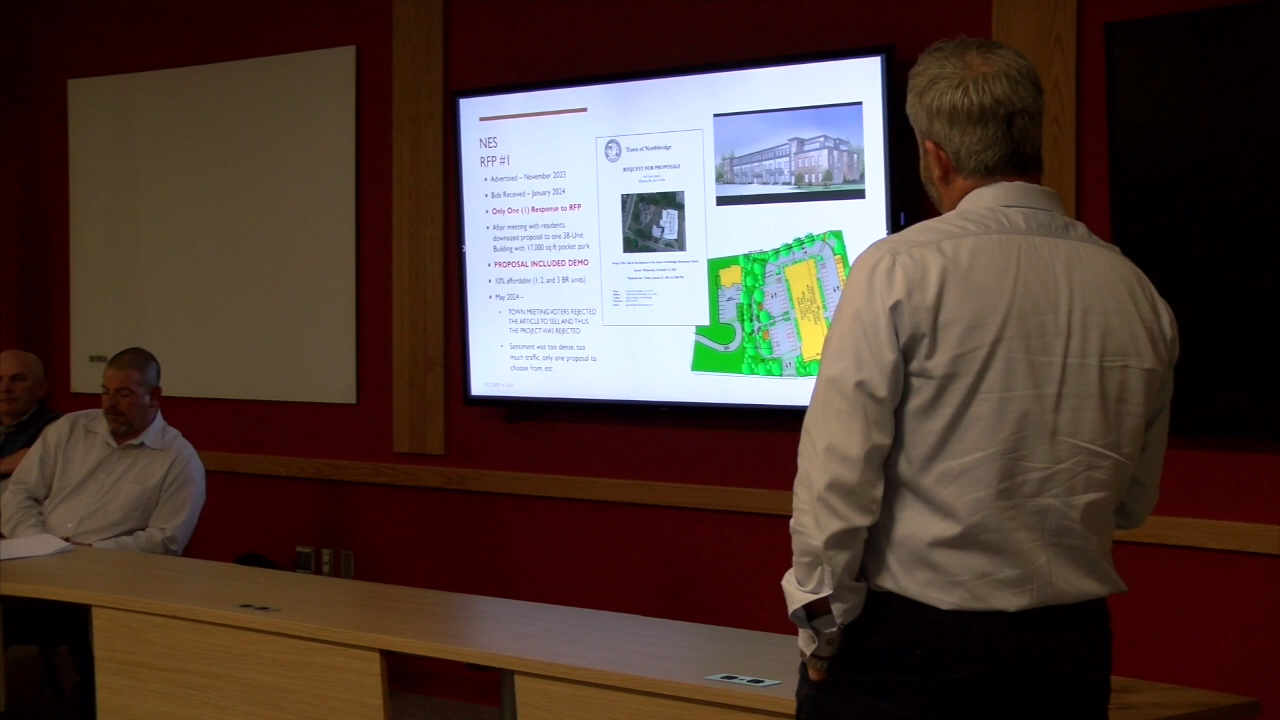 NES
RFP #1
Advertised – November 2023
Bids Received – January 2024
Only One (1) Response to RFP
After meeting with residents,
downsized proposal to one 38-Unit
Building with 17,000 sq ft pocket park
PROPOSAL INCLUDED DEMO
10% affordable (1, 2, and 3 BR units)
May 2024 –
TOWN MEETING VOTERS REJECTED
THE ARTICLE TO SELL AND THUS
THE PROJECT WAS REJECTED
Sentiment was too dense, too
much traffic, only one proposal to
choose from, etc.
Town of Northbridge
REQUEST FOR PROPOSALS